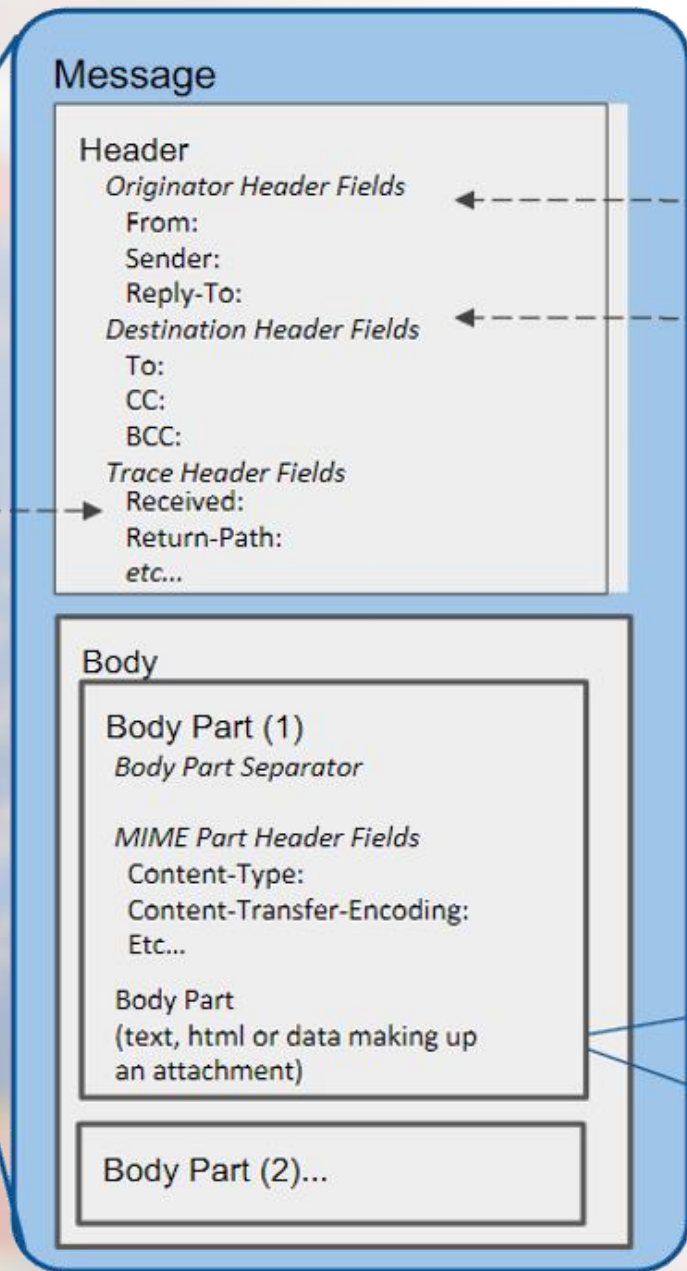 Message
Header
Originator Header Fields
From:
Sender:
Reply-To:
Destination Header Fields
To:
CC:
BCC:
Trace Header Fields
Received:
Return-Path:
etc...
Body
Body Part (1)
Body Part Separator
MIME Part Header Fields
Content-Type:
Content-Transfer-Encoding:
Etc...
Body Part
(text, html or data making up
an attachment)
Body Part (2)...